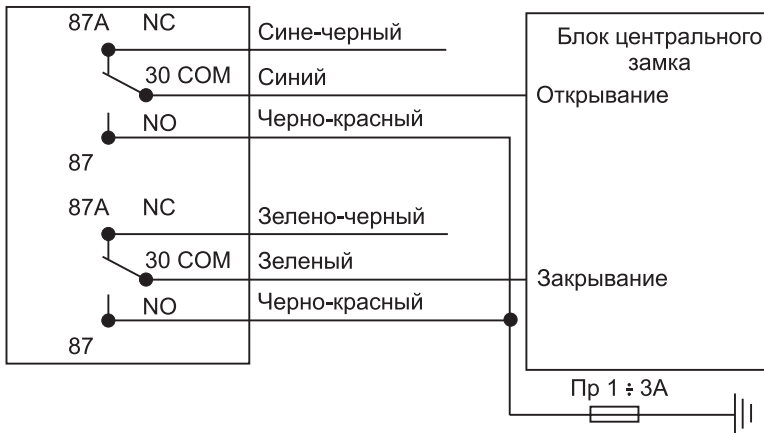 87A NC
Сине-черный
30 COM
Синий
NO
Черно-красный
87
87A NC
Зелено-черный
30 COM
Зеленый
NO
Черно-красный
87
Блок центрального
замка
Открывание
Закрывание
Пр 1 ÷ 3А